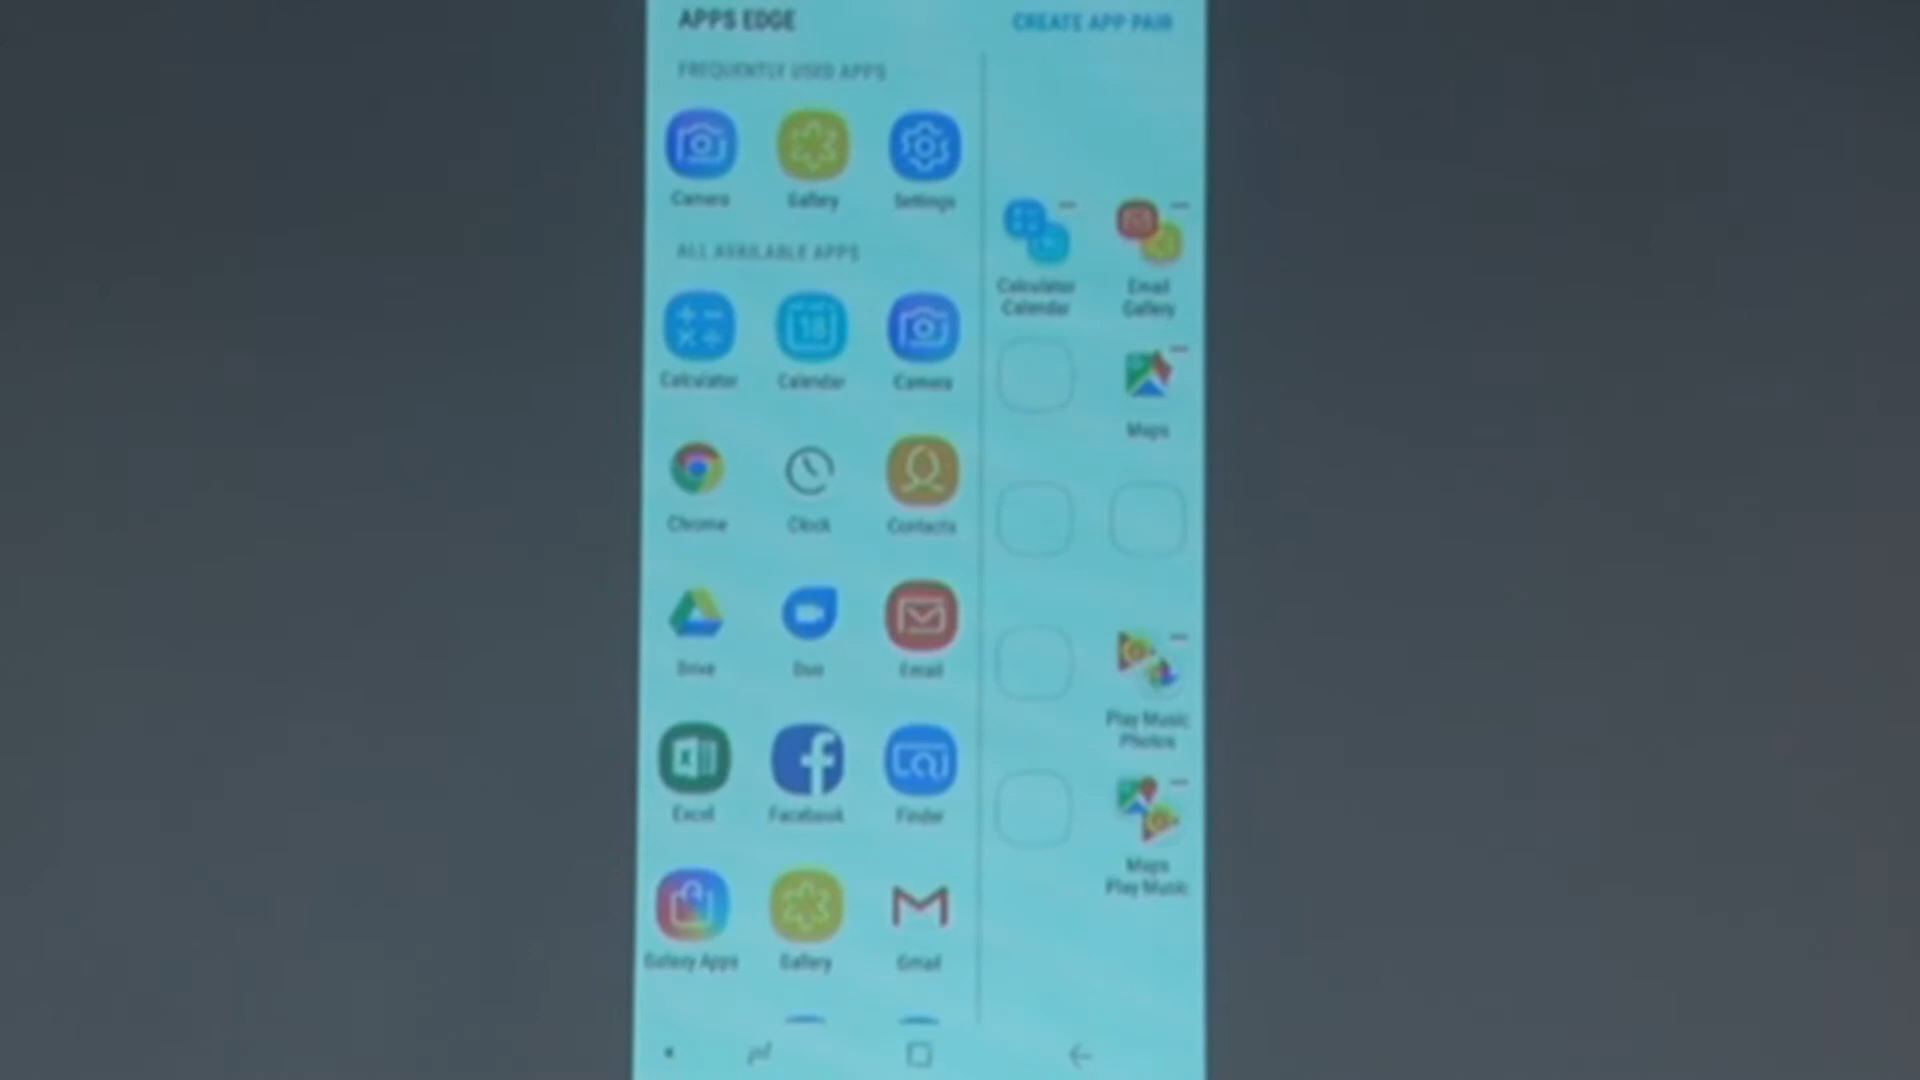 APPS EDGE
CREATE APP PAIR
FREQUENTLY USED APPS
Camera
Gallery
Settings
ALL AVAILABLE APPS
Calculator
Calendar
Email
Gallery
18
Calculator
Calendar
Camera
Maps
Chrome
Clock
Contacts
Drive
Duo
Email
Play Music
Photos
Excel
Facebook
Finder
Maps
Play Music
Galaxy Apps
Gallery
Gmail